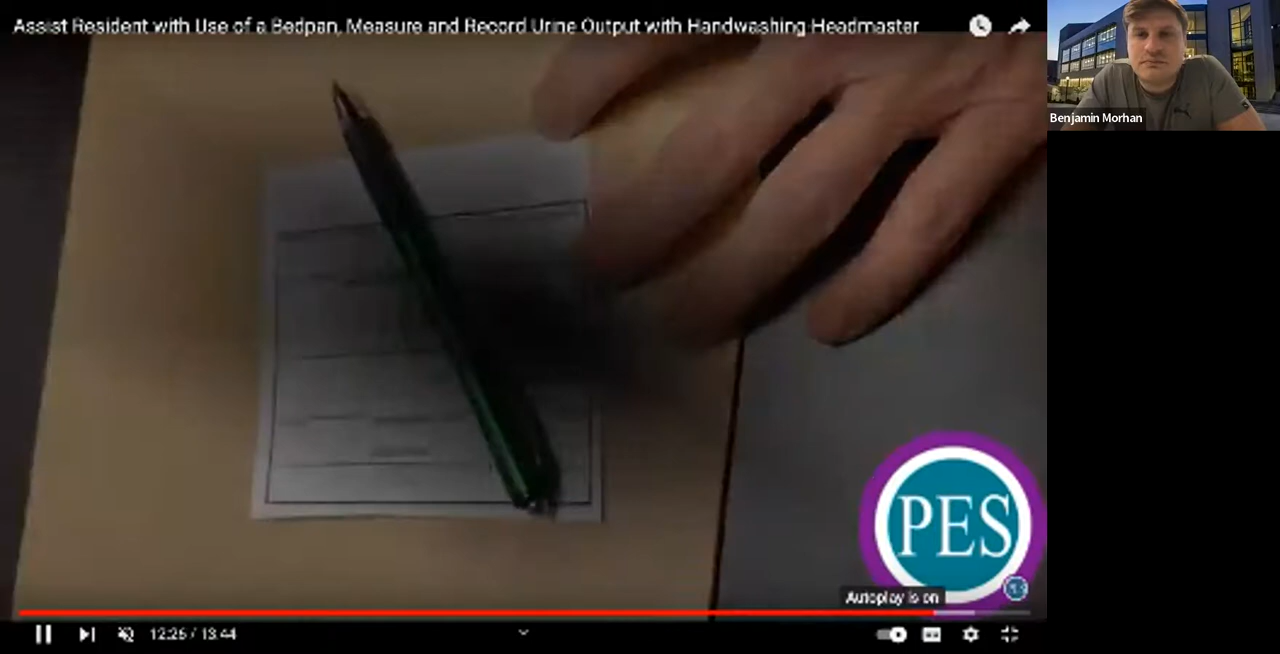 Assist Resident with Use of a Bedpan, Measure and Record Urine Output with Handwashing-Headmaster
Benjamin Morhan
PES
Autoplay is on
12:26 / 13:44